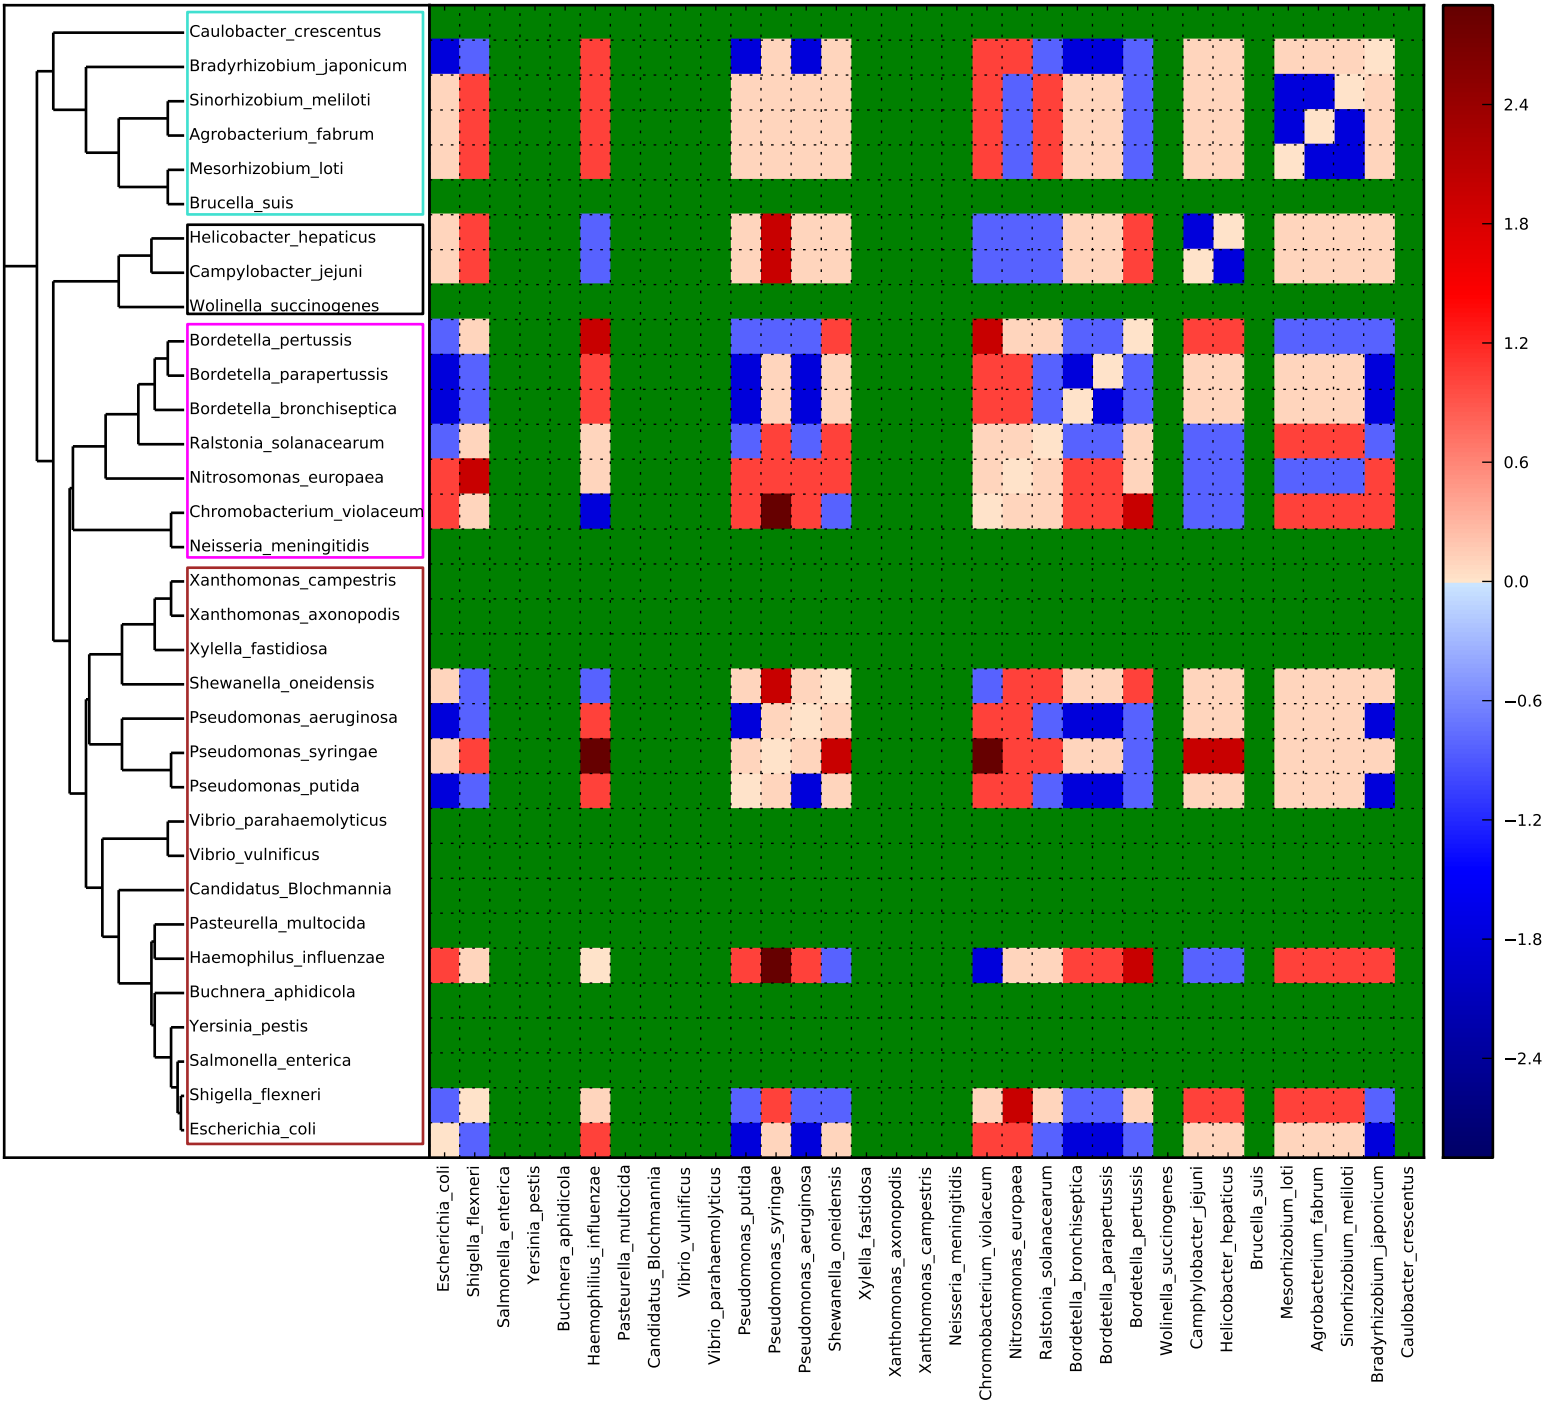 Caulobacter_crescentus
Bradyrhizobium_japonicum
Sinorhizobium_meliloti
Agrobacterium_fabrum
Mesorhizobium_loti
Brucella_suis
Helicobacter_hepaticus
Campylobacter_jejuni
Wolinella_succinogenes
Bordetella_pertussis
Bordetella_parapertussis
Bordetella_bronchiseptica
Ralstonia_solanacearum
Nitrosomonas_europaea
Chromobacterium_violaceum
Neisseria_meningitidis
Xanthomonas_campestris
Xanthomonas_axonopodis
Xylella_fastidiosa
Shewanella_oneidensis
Pseudomonas_aeruginosa
Pseudomonas_syringae
Pseudomonas_putida
Vibrio_parahaemolyticus
Vibrio_vulnificus
Candidatus_Blochmannia
Pasteurella_multocida
Haemophilus_influenzae
Buchnera_aphidicola
Yersinia_pestis
Salmonella_enterica
Shigella_flexneri
Escherichia_coli
2.4
1.8
1.2
0.6
0.0
−0.6
−1.2
−1.8
−2.4
Escherichia_coli
Shigella_flexneri
Salmonella_enterica
Yersinia_pestis
Buchnera_aphidicola
Haemophilius_influenzae
Pasteurella_multocida
Candidatus_Blochmannia
Vibrio_vulnificus
Vibrio_parahaemolyticus
Pseudomonas_putida
Pseudomonas_syringae
Pseudomonas_aeruginosa
Shewanella_oneidensis
Xylella_fastidosa
Xanthomonas_axonopodis
Xanthomonas_campestris
Neisseria_meningitidis
Chromobacterium_violaceum
Nitrosomonas_europaea
Ralstonia_solanacearum
Bordetella_bronchiseptica
Bordetella_parapertussis
Bordetella_pertussis
Wolinella_succinogenes
Camphylobacter_jejuni
Helicobacter_hepaticus
Brucella_suis
Mesorhizobium_loti
Agrobacterium_fabrum
Sinorhizobium_meliloti
Bradyrhizobium_japonicum
Caulobacter_crescentus